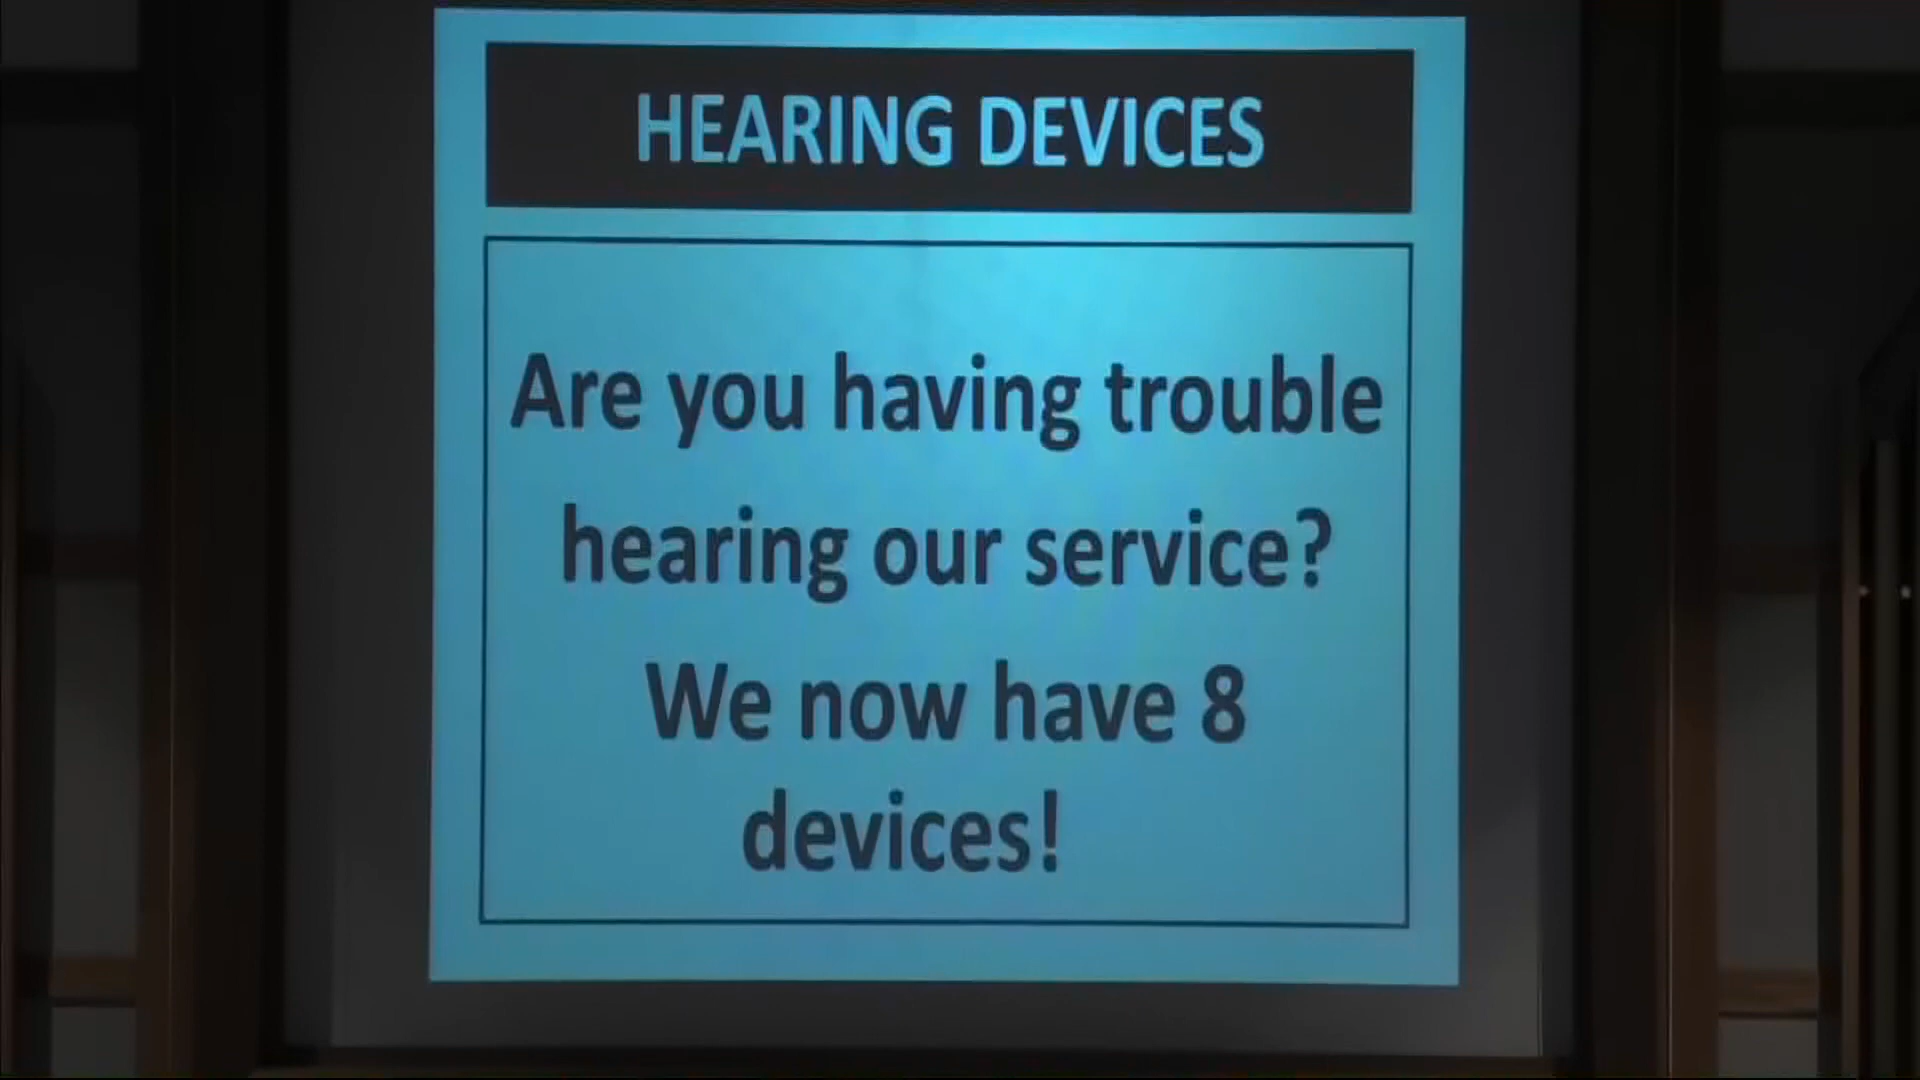 HEARING DEVICES
Are you having trouble
hearing our service?
We now have 8
devices!